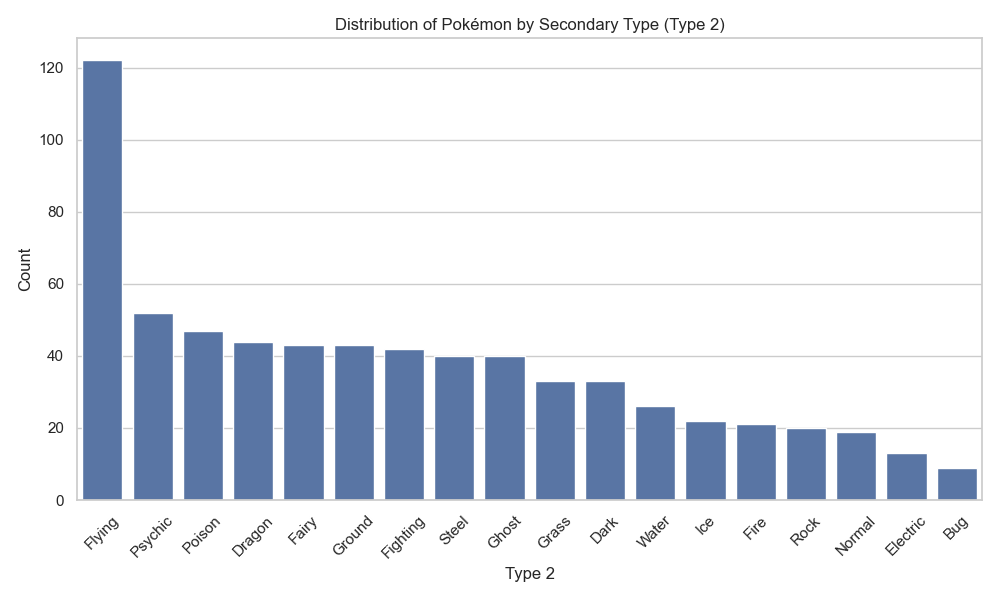 Distribution of Pokémon by Secondary Type (Type 2)
120
100
80
60
40
20
0
Count
Flying
Psychic
Poison
Dragon
Fairy
Ground
Fighting
Steel
Ghost
Grass
Dark
Water
Ice
Fire
Rock
Normal
Electric
Bug
Type 2